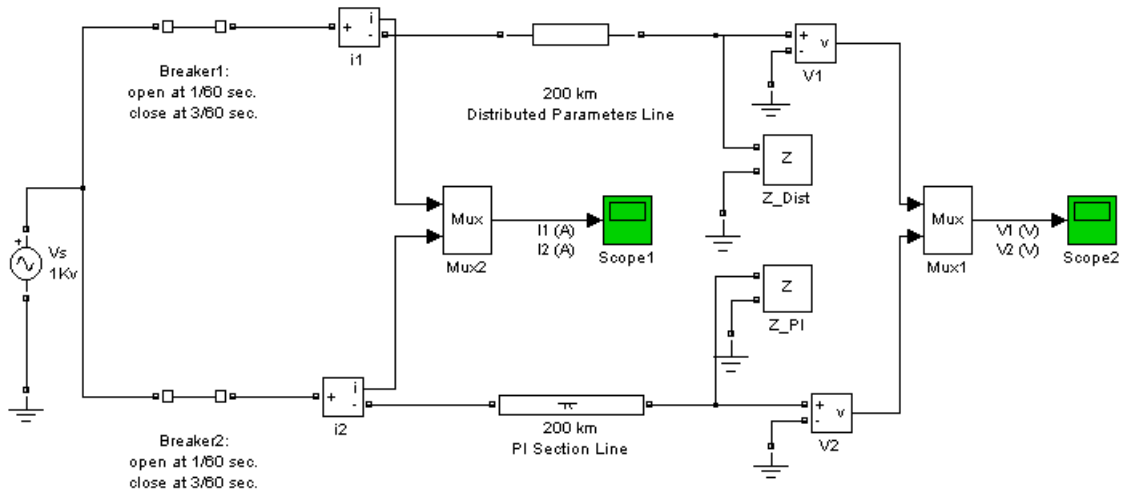 i
+
-
i1
Breaker1:
open at 1/60 sec.
close at 3/60 sec.
200 km
Distributed Parameters Line
+
-
v
V1
Z
Z_Dist
+
Vs
1Kv
Mux
Mux2
I1 (A)
I2 (A)
Scope1
Mux
Mux1
V1 (V)
V2 (V)
Scope2
Z
Z_PI
i
+
-
i2
200 km
PI Section Line
+
-
v
V2
Breaker2:
open at 1/60 sec.
close at 3/60 sec.